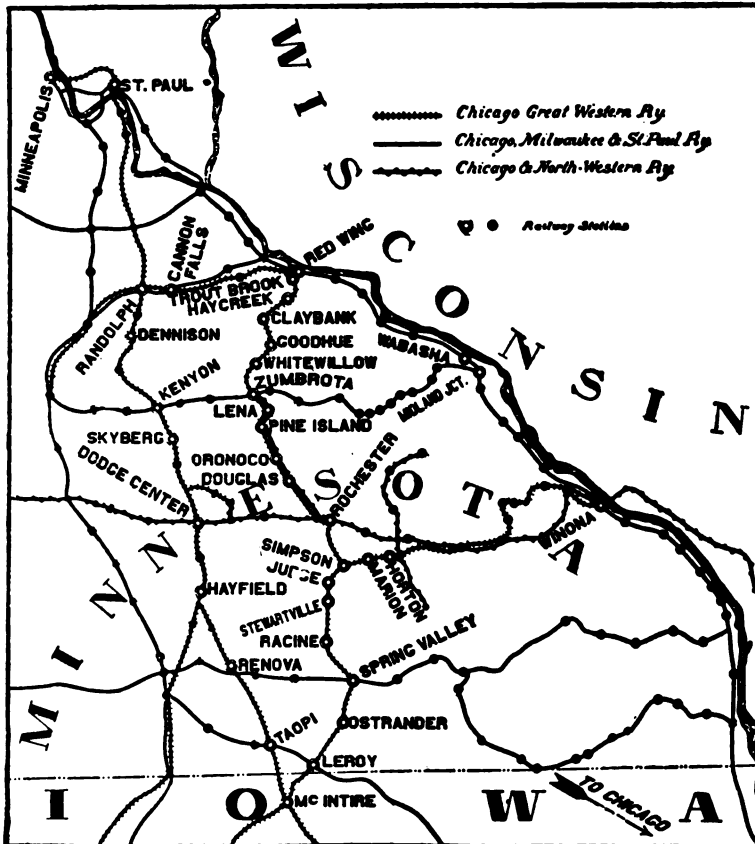 WISCONSIN
ST. PAUL
MINNEAPOLIS
Chicago Great Western Ry.
Chicago, Milwaukee & St. Paul Ry.
Chicago & North-Western Ry.
Railway Stations
CANNON
FALLS
RED WING
TROUT BROOK
HAYCREEK
RANDOLPH
CLAYBANK
DENNISON
GOODHUE
WABASHA
WHITEWILLOW
KENYON
ZUMBROTA
MIDLAND JCT.
LENA
PINE ISLAND
SKYBERG
ORONOCO
DOUGLAS
ROCHESTER
DODGE CENTER
MINNESOTA
WINONA
SIMPSON
JUDGE
MARION
HORTON
HAYFIELD
STEWARTVILLE
RACINE
SPRING VALLEY
RENOVA
OSTRANDER
TAOPI
LEROY
TO CHICAGO
MC INTIRE
IOWA